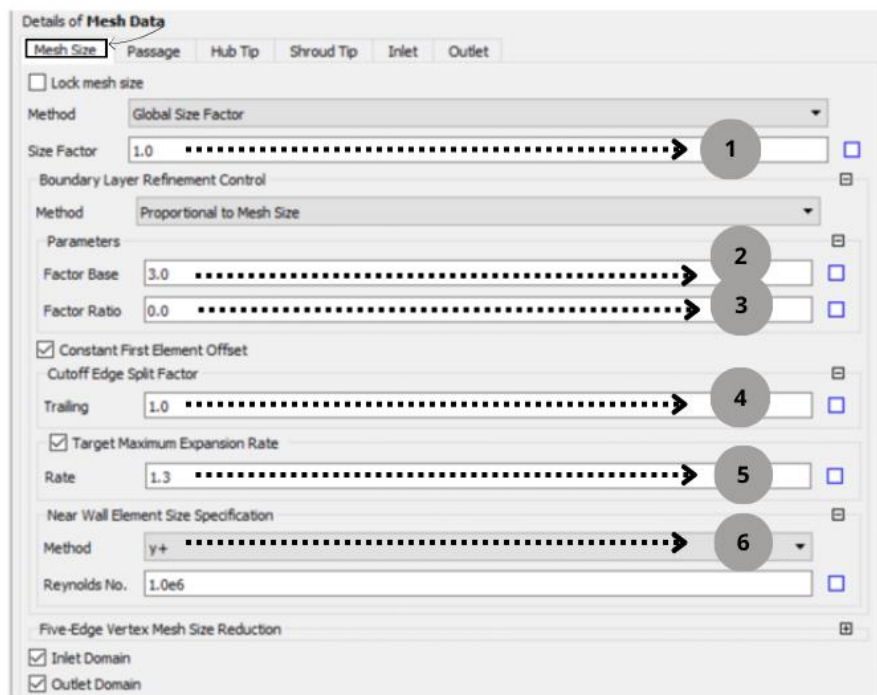 Details of Mesh Data
Mesh Size Passage Hub Tip Shroud Tip Inlet Outlet
Lock mesh size
Method Global Size Factor
Size Factor 1.0 1
Boundary Layer Refinement Control
Method Proportional to Mesh Size
Parameters
Factor Base 3.0 2
Factor Ratio 0.0 3
Constant First Element Offset
Cutoff Edge Split Factor
Trailing 1.0 4
Target Maximum Expansion Rate
Rate 1.3 5
Near Wall Element Size Specification
Method y+ 6
Reynolds No. 1.0e6
Five-Edge Vertex Mesh Size Reduction
Inlet Domain
Outlet Domain